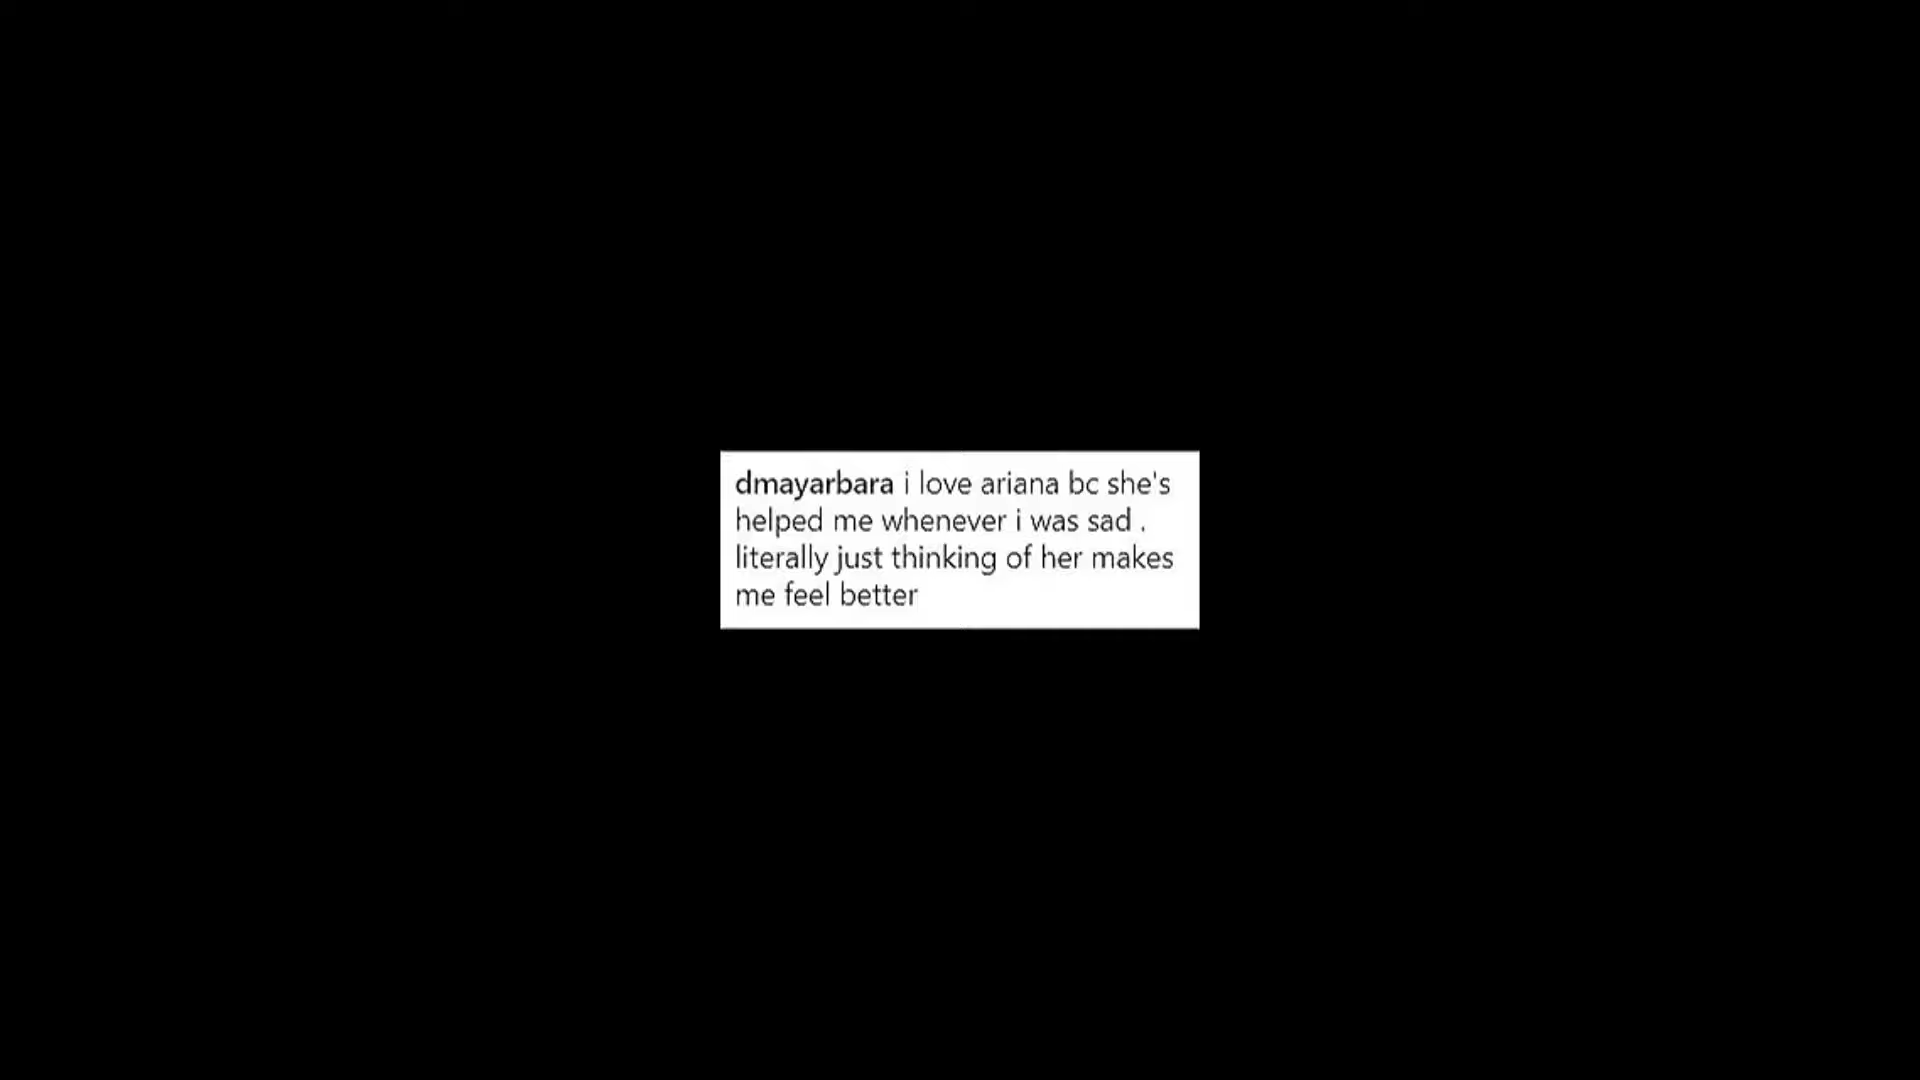 dmayarbara i love ariana bc she's
helped me whenever i was sad .
literally just thinking of her makes
me feel better